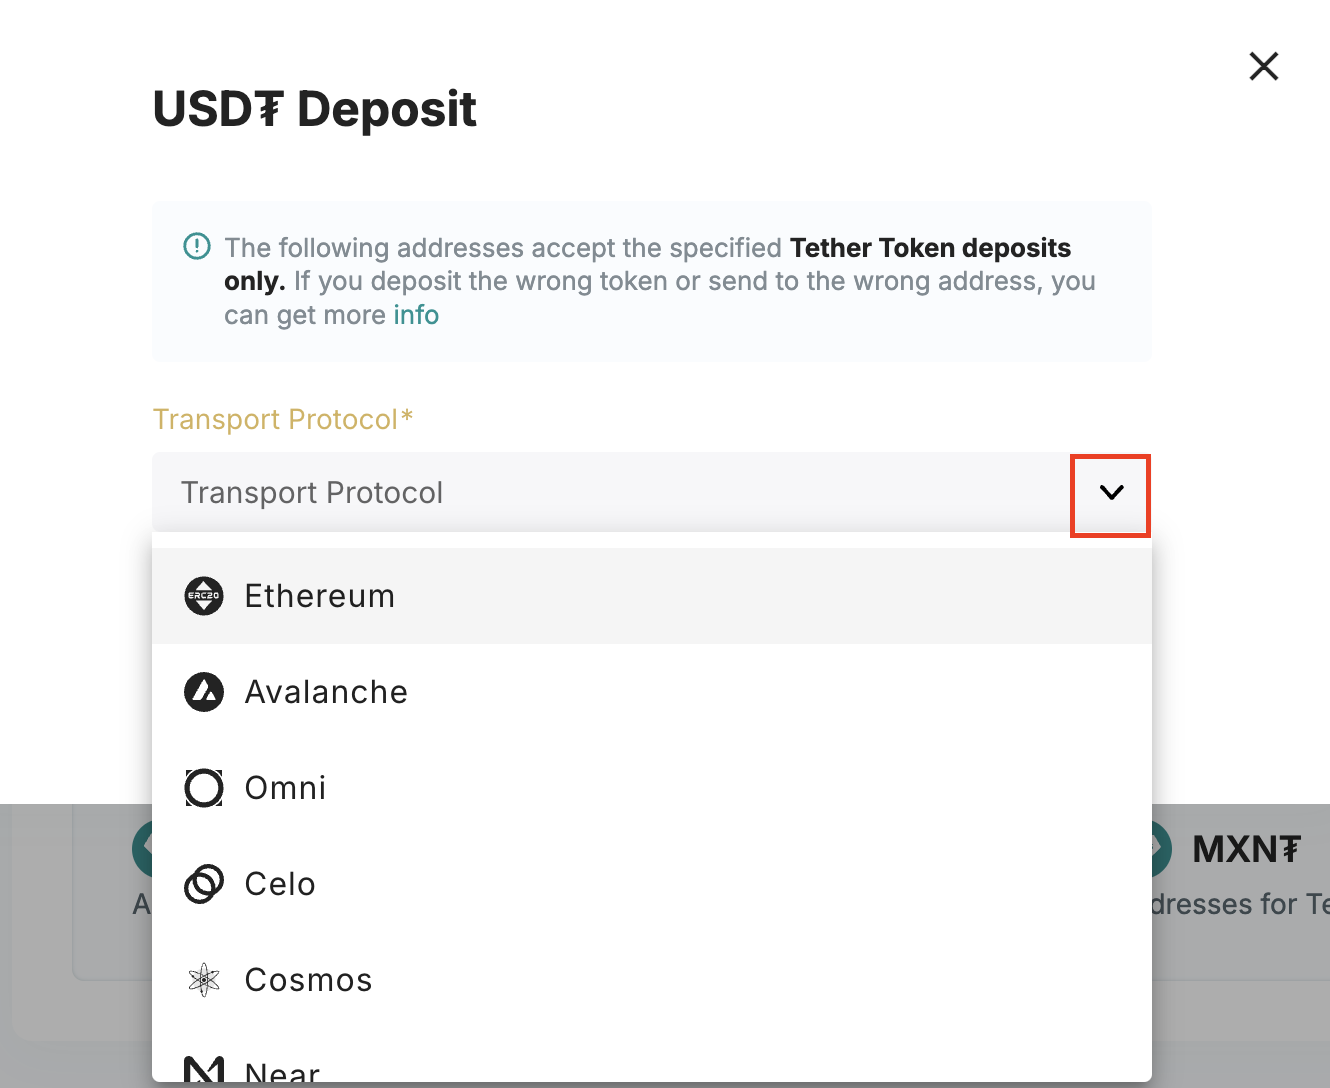 USD₮ Deposit
The following addresses accept the specified Tether Token deposits
only. If you deposit the wrong token or send to the wrong address, you
can get more info
Transport Protocol*
Transport Protocol
ERC20
Ethereum
Avalanche
Omni
MXN₮
Celo
A
dresses for Te
Cosmos
Near